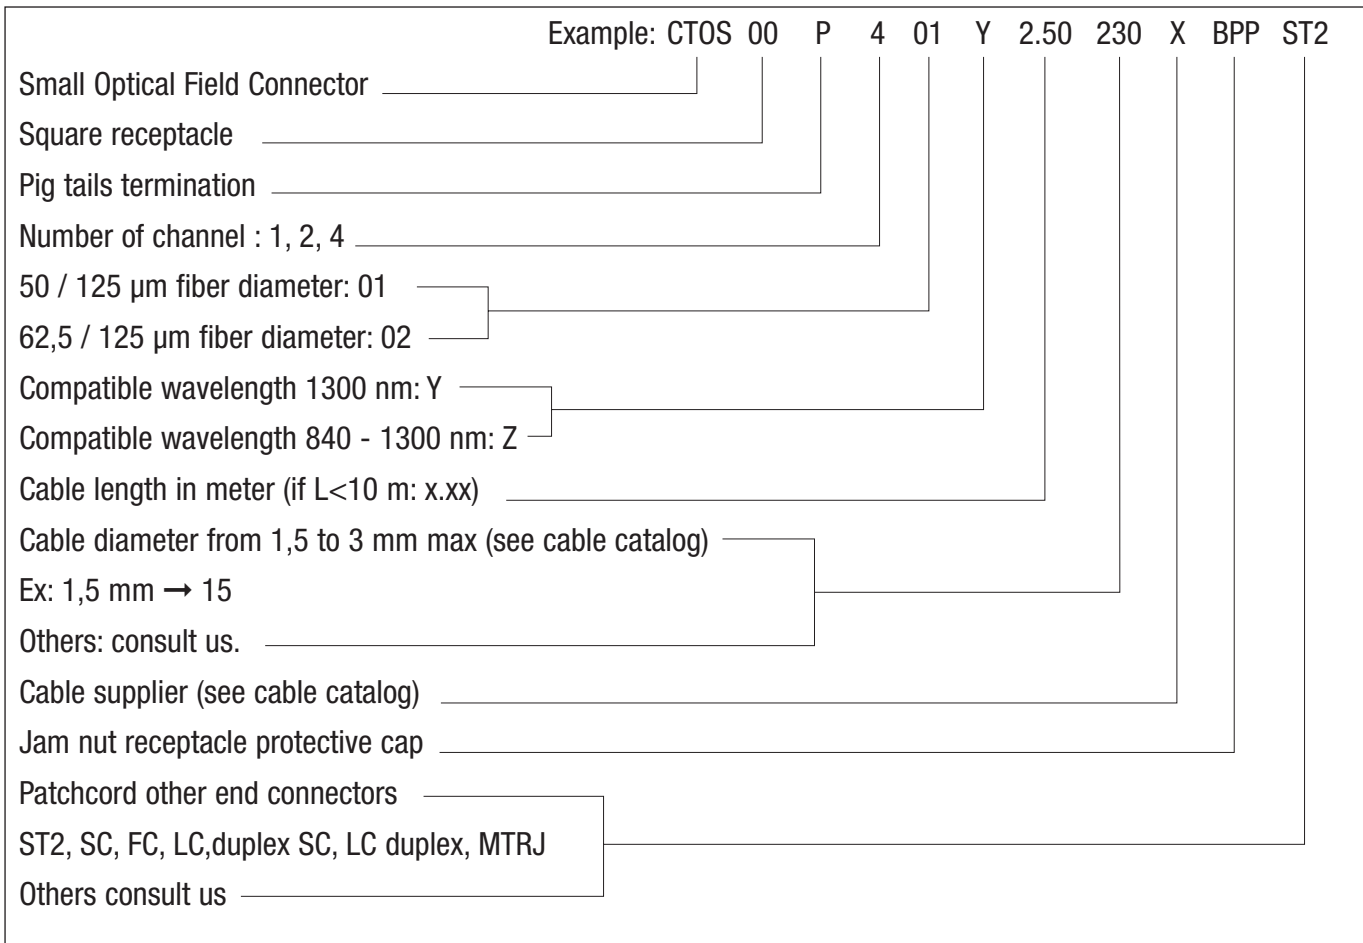 Example: CTOS 00 P 4 01 Y 2.50 230 X BPP ST2
Small Optical Field Connector
Square receptacle
Pig tails termination
Number of channel : 1, 2, 4
50 / 125 µm fiber diameter: 01
62,5 / 125 µm fiber diameter: 02
Compatible wavelength 1300 nm: Y
Compatible wavelength 840 - 1300 nm: Z
Cable length in meter (if L<10 m: x.xx)
Cable diameter from 1,5 to 3 mm max (see cable catalog)
Ex: 1,5 mm → 15
Others: consult us.
Cable supplier (see cable catalog)
Jam nut receptacle protective cap
Patchcord other end connectors
ST2, SC, FC, LC,duplex SC, LC duplex, MTRJ
Others consult us